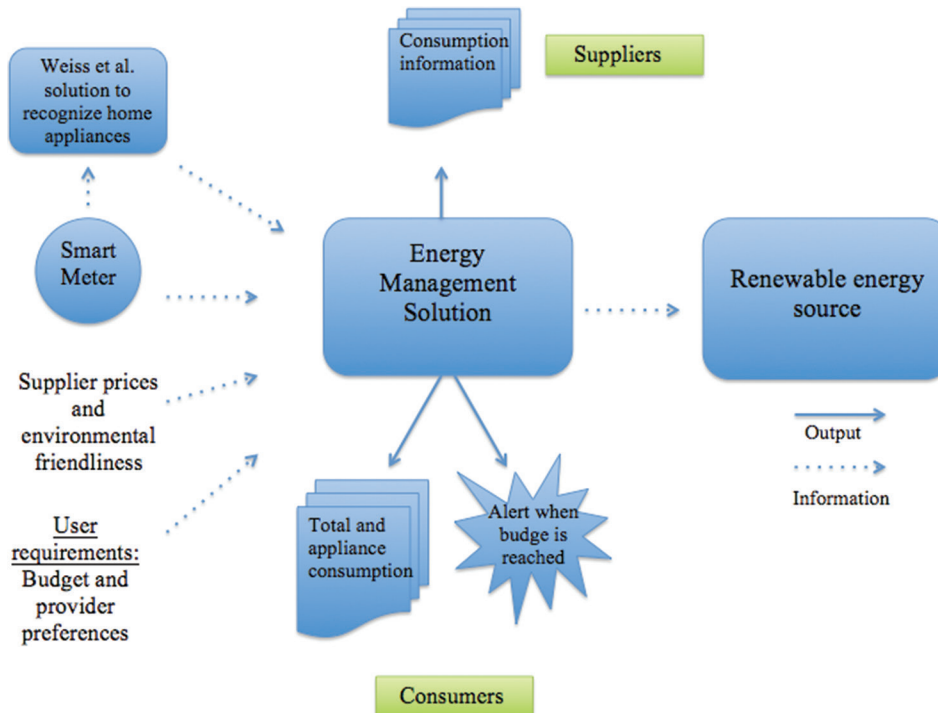 Consumption
information
Suppliers
Weiss et al.
solution to
recognize home
appliances
Smart
Meter
Energy
Management
Solution
Renewable energy
source
Supplier prices
and
environmental
friendliness
Output
Information
User
requirements:
Budget and
provider
preferences
Total and
appliance
consumption
Alert when
budge is
reached
Consumers